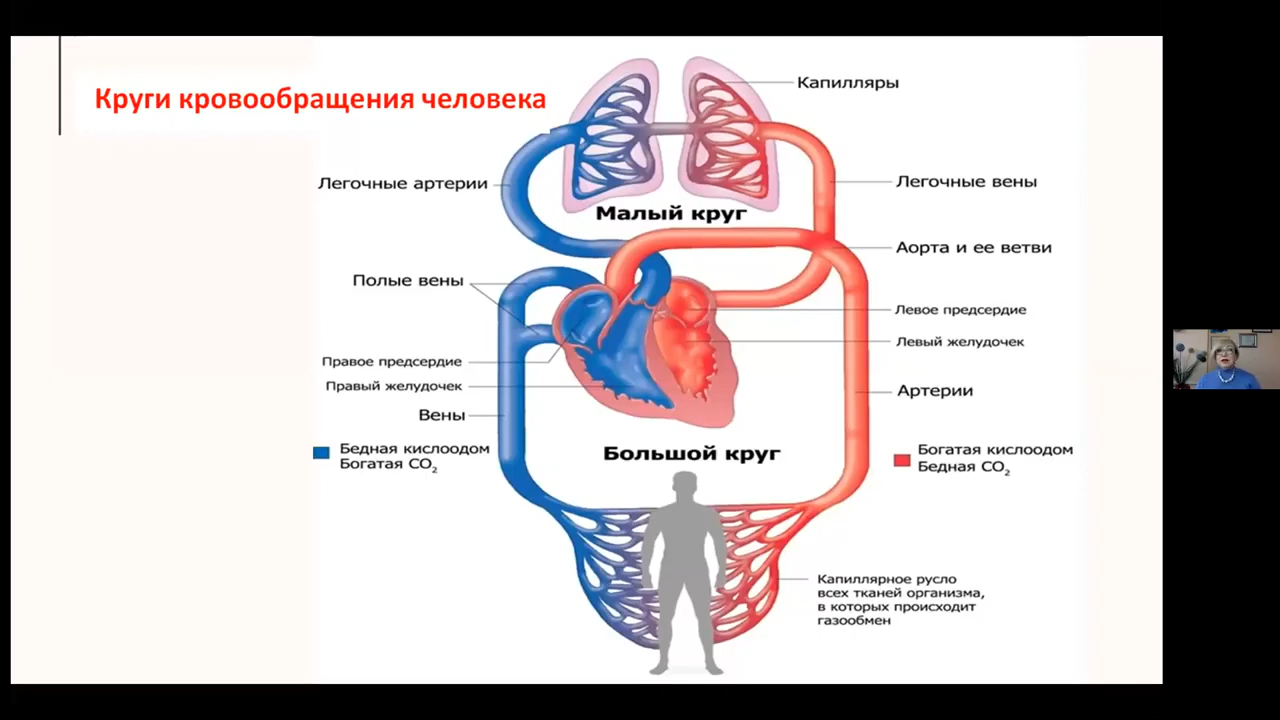 Круги кровообращения человека
Капилляры
Легочные артерии
Легочные вены
Малый круг
Аорта и ее ветви
Полые вены
Левое предсердие
Левый желудочек
Правое предсердие
Правый желудочек
Артерии
Вены
Бедная кислоодом
Богатая CO₂
Большой круг
Богатая кислоодом
Бедная CO₂
Капиллярное русло
всех тканей организма,
в которых происходит
газообмен